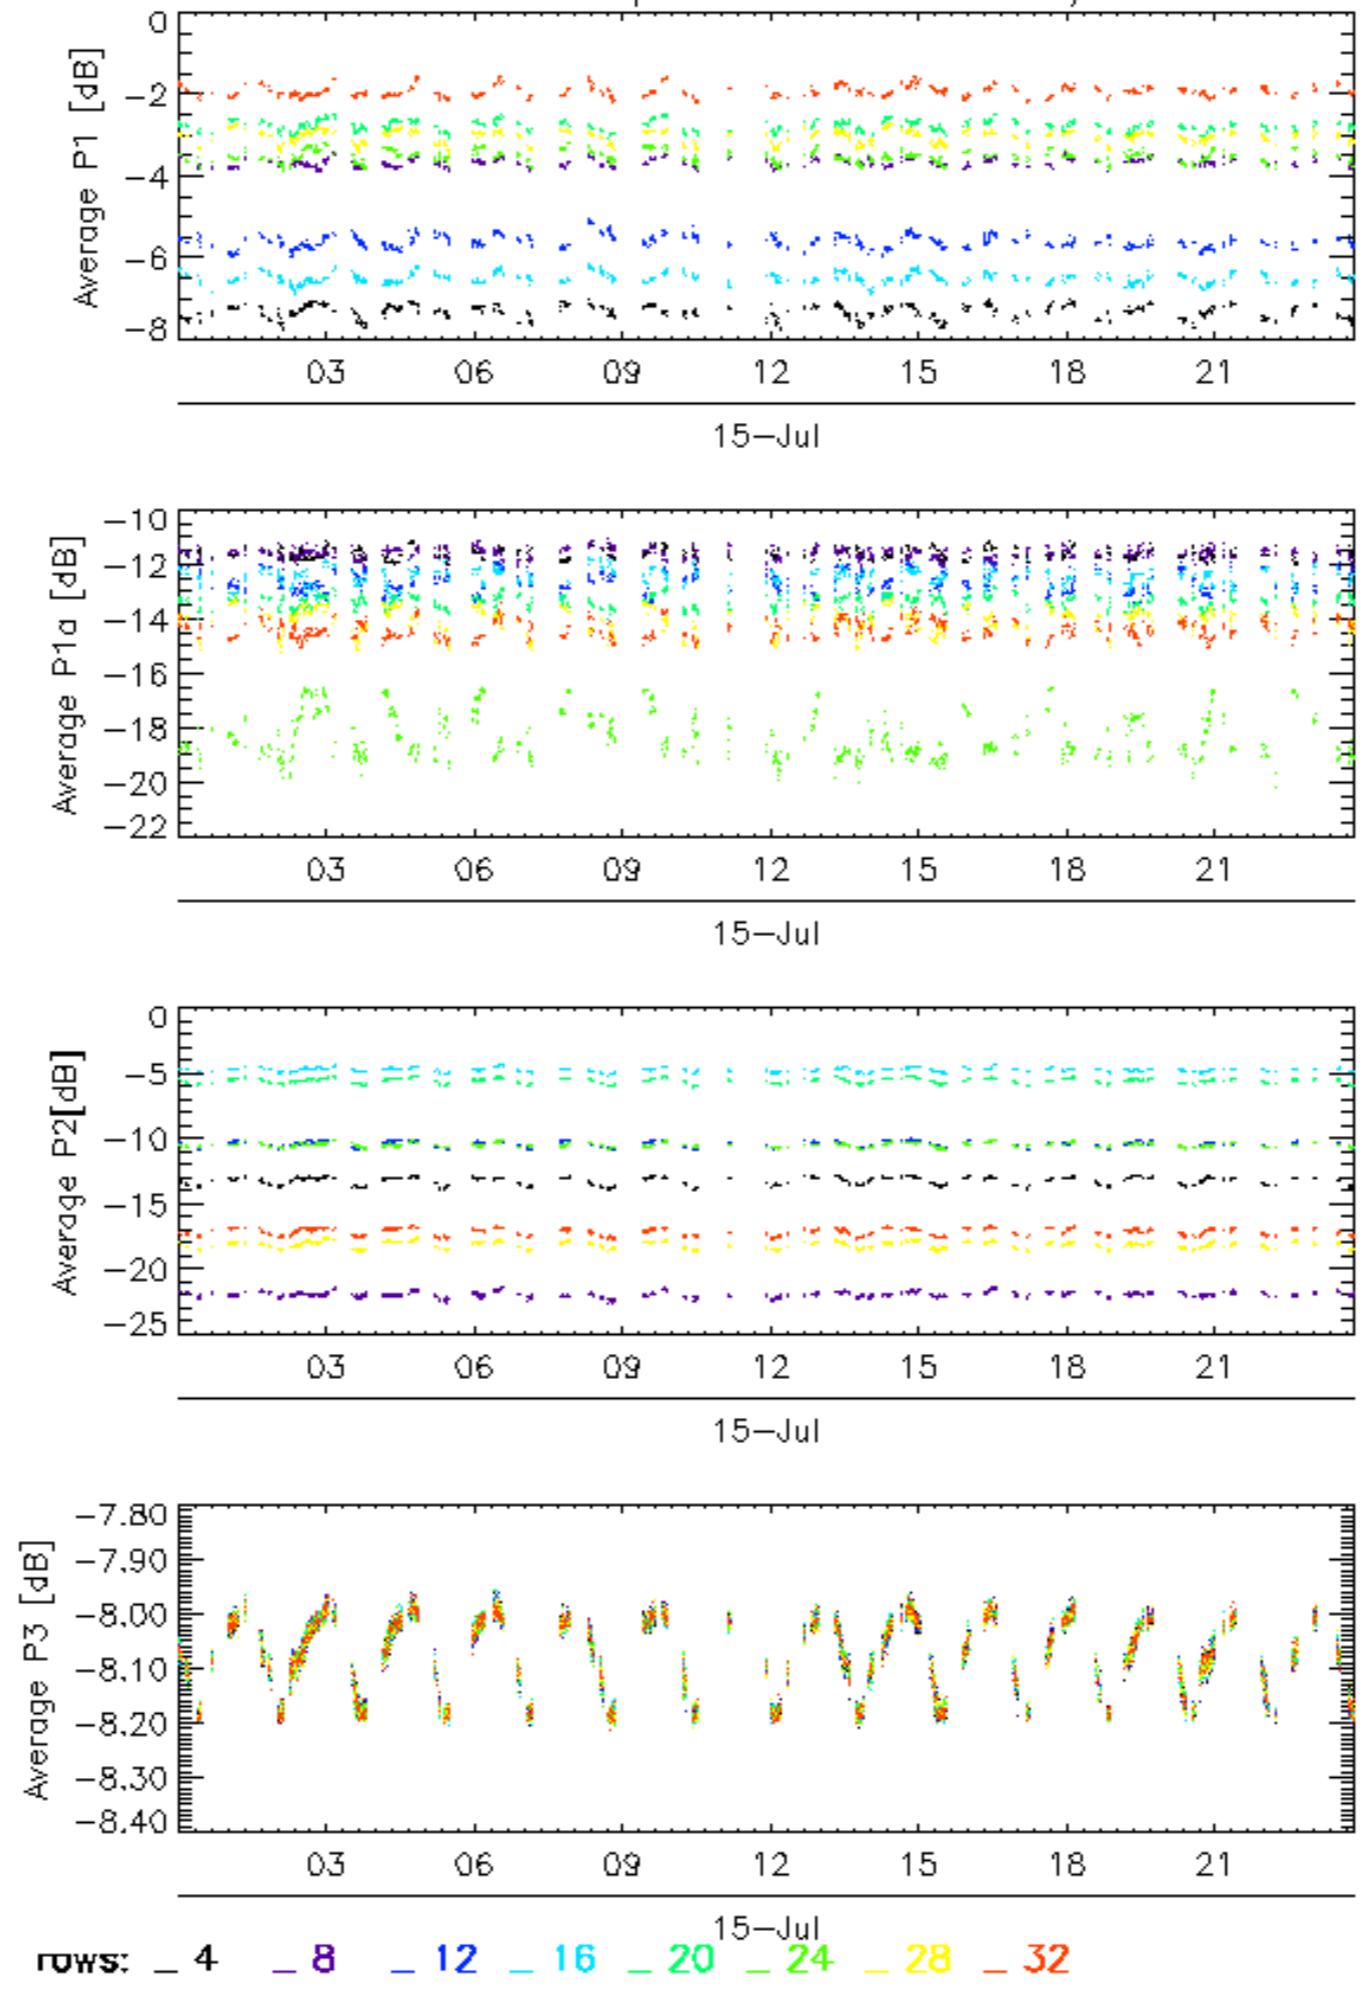 Average P1 [dB]
0
−2
−4
−6
−8
03 06 09 12 15 18 21
15−Jul
Average P1a [dB]
−10
−12
−14
−16
−18
−20
−22
03 06 09 12 15 18 21
15−Jul
Average P2[dB]
0
−5
−10
−15
−20
−25
03 06 09 12 15 18 21
15−Jul
Average P3 [dB]
−7.80
−7.90
−8.00
−8.10
−8.20
−8.30
−8.40
03 06 09 12 15 18 21
15−Jul
rows: _ 4 _ 8 _ 12 _ 16 _ 20 _ 24 _ 28 _ 32